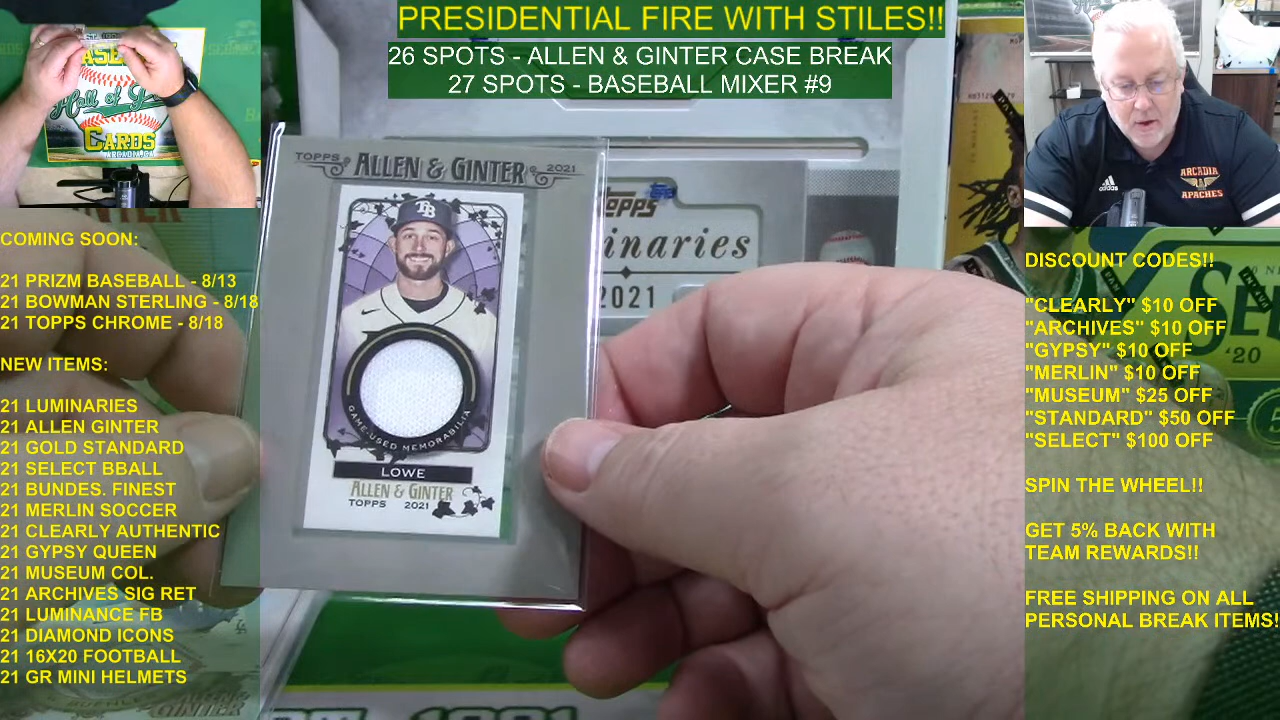 PRESIDENTIAL FIRE WITH STILES!!
26 SPOTS - ALLEN & GINTER CASE BREAK
27 SPOTS - BASEBALL MIXER #9
Hall of
CARDS
ARCADIA
APACHES
adidas
COMING SOON:
21 PRIZM BASEBALL - 8/13
21 BOWMAN STERLING - 8/18
21 TOPPS CHROME - 8/18
NEW ITEMS:
21 LUMINARIES
21 ALLEN GINTER
21 GOLD STANDARD
21 SELECT BBALL
21 BUNDES. FINEST
21 MERLIN SOCCER
21 CLEARLY AUTHENTIC
21 GYPSY QUEEN
21 MUSEUM COL.
21 ARCHIVES SIG RET
21 LUMINANCE FB
21 DIAMOND ICONS
21 16X20 FOOTBALL
21 GR MINI HELMETS
TOPPS ALLEN & GINTER 2021
TB
GAME-USED MEMORABILIA
LOWE
ALLEN & GINTER
TOPPS 2021
Topps
inaries
2021
DISCOUNT CODES!!
"CLEARLY" $10 OFF
"ARCHIVES" $10 OFF
"GYPSY" $10 OFF
"MERLIN" $10 OFF
"MUSEUM" $25 OFF
"STANDARD" $50 OFF
"SELECT" $100 OFF
SPIN THE WHEEL!!
GET 5% BACK WITH
TEAM REWARDS!!
FREE SHIPPING ON ALL
PERSONAL BREAK ITEMS!
'20
GINTER